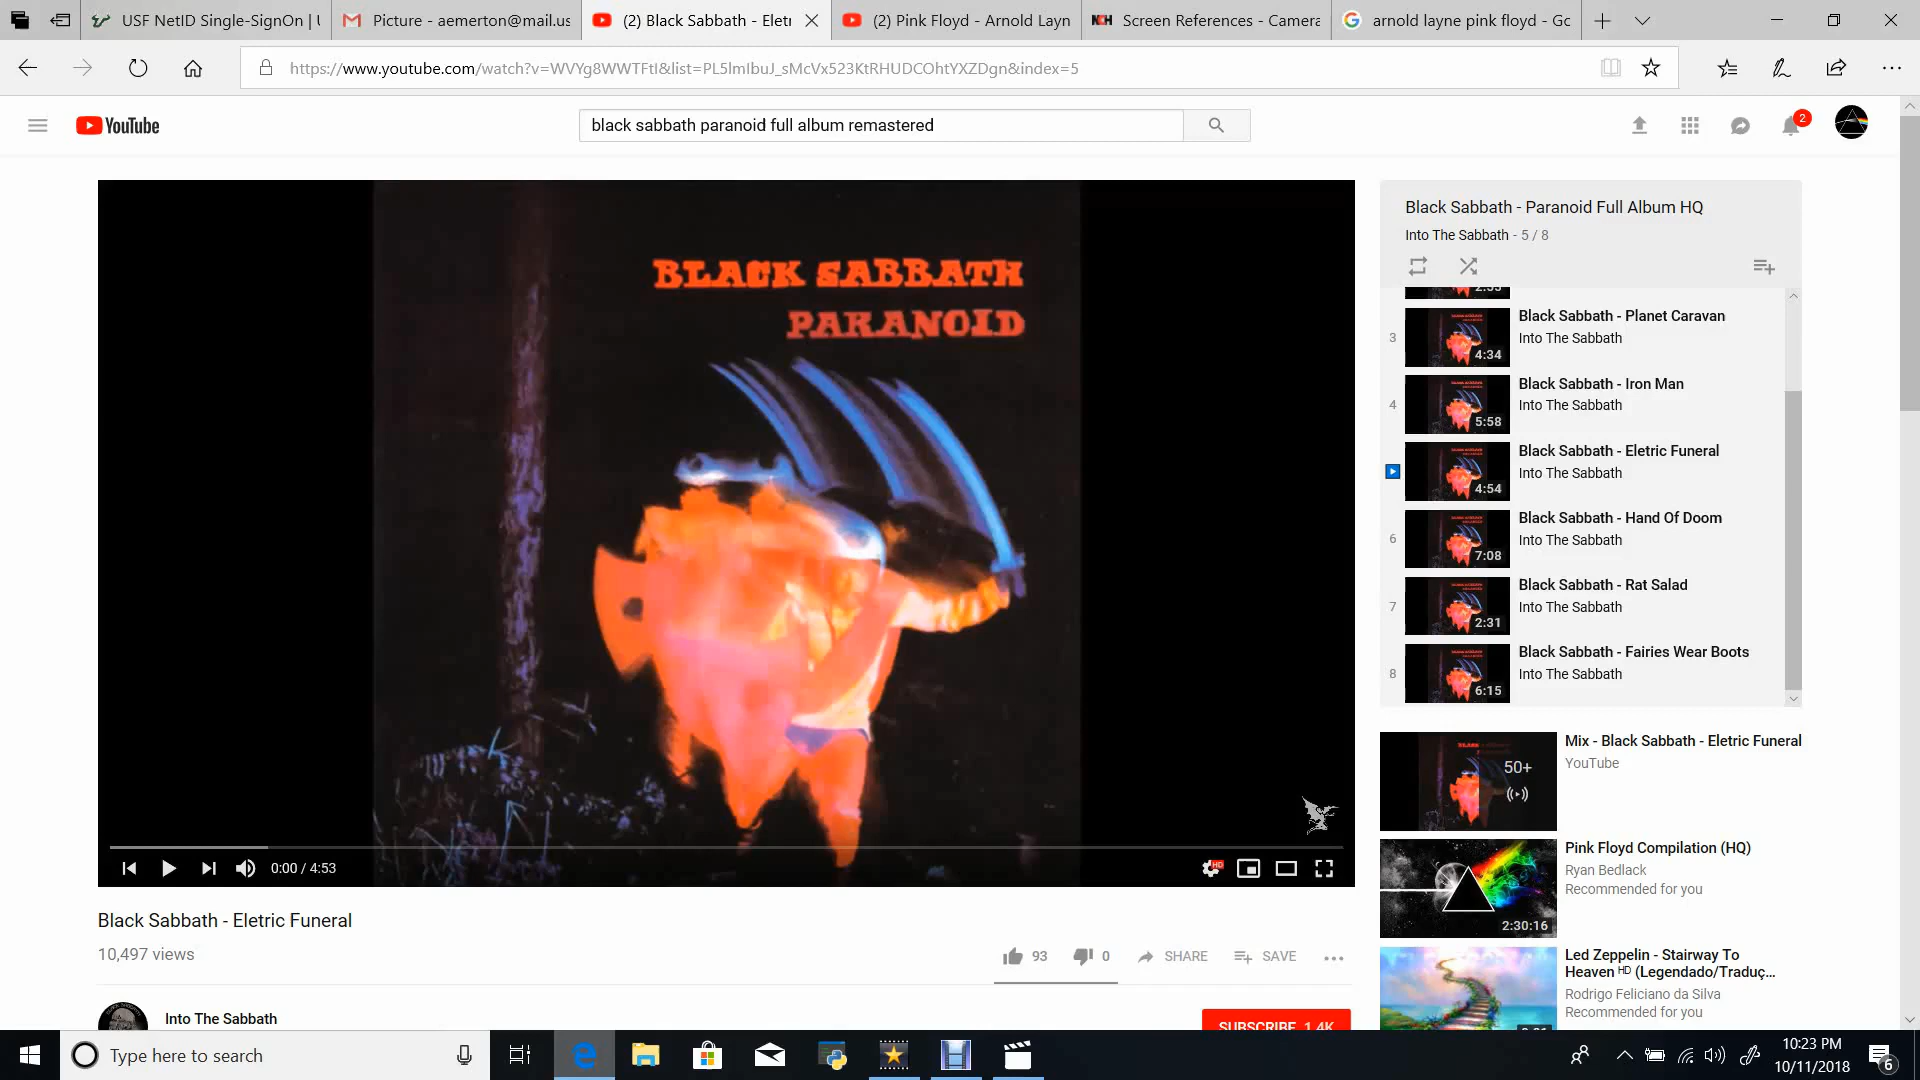 USF NetID Single-SignOn | U
Picture - aemerton@mail.us
(2) Black Sabbath - Eletr
(2) Pink Floyd - Arnold Layn
NCH Screen References - Camera
arnold layne pink floyd - Go
https://www.youtube.com/watch?v=WVYg8WWTFtI&list=PL5lmIbuJ_sMcVx523KtRHUDCOhtYXZDgn&index=5
YouTube
black sabbath paranoid full album remastered
2
BLACK SABBATH
PARANOID
0:00 / 4:53
HD
Black Sabbath - Eletric Funeral
10,497 views
93
0
SHARE
SAVE
Into The Sabbath
SUBSCRIBE 1.4K
Black Sabbath - Paranoid Full Album HQ
Into The Sabbath - 5 / 8
2:53
3
4:34
Black Sabbath - Planet Caravan
Into The Sabbath
4
5:58
Black Sabbath - Iron Man
Into The Sabbath
4:54
Black Sabbath - Eletric Funeral
Into The Sabbath
6
7:08
Black Sabbath - Hand Of Doom
Into The Sabbath
7
2:31
Black Sabbath - Rat Salad
Into The Sabbath
8
6:15
Black Sabbath - Fairies Wear Boots
Into The Sabbath
50+
Mix - Black Sabbath - Eletric Funeral
YouTube
2:30:16
Pink Floyd Compilation (HQ)
Ryan Bedlack
Recommended for you
Led Zeppelin - Stairway To
Heaven ᴴᴰ (Legendado/Traduç...
Rodrigo Feliciano da Silva
Recommended for you
Type here to search
10:23 PM
10/11/2018
6